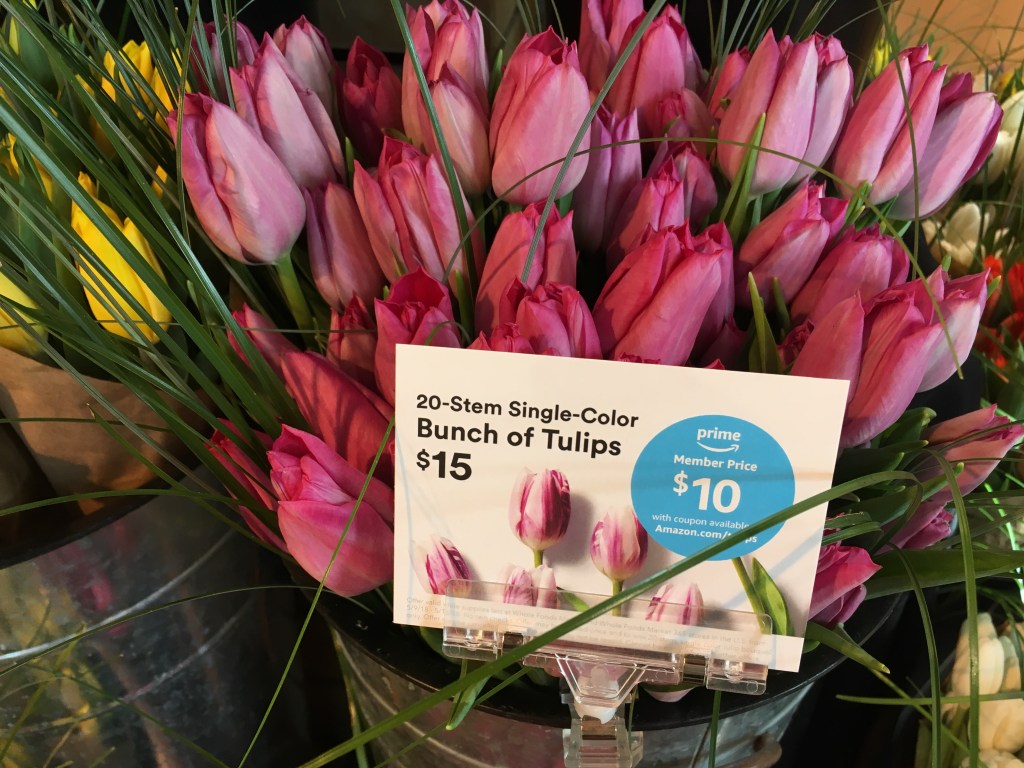 20-Stem Single-Color
Bunch of Tulips
$15
prime
Member Price
$10
with coupon available
Amazon.com/